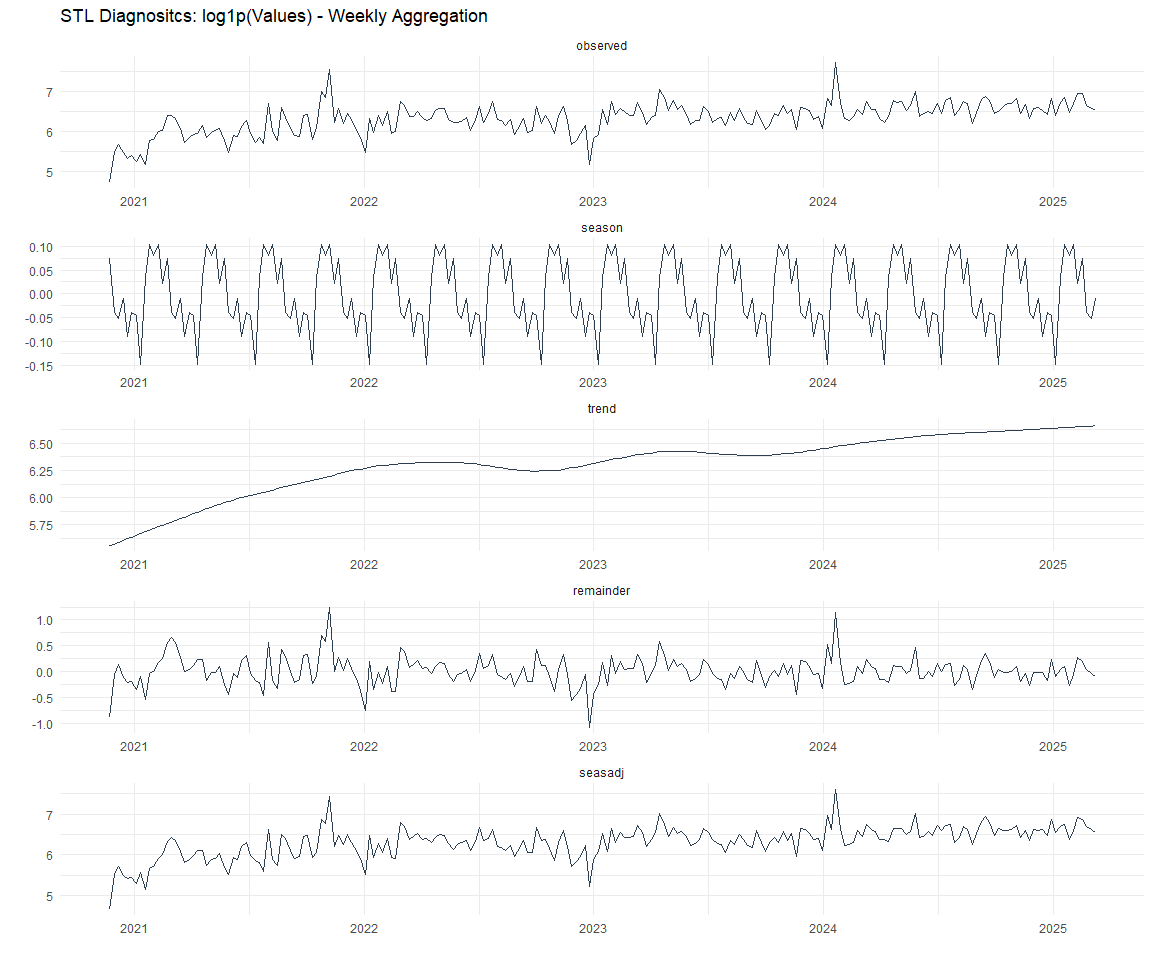 STL Diagnositcs: log1p(Values) - Weekly Aggregation
observed
7
6
5
2021 2022 2023 2024 2025
season
0.10
0.05
0.00
-0.05
-0.10
-0.15
2021 2022 2023 2024 2025
trend
6.50
6.25
6.00
5.75
2021 2022 2023 2024 2025
remainder
1.0
0.5
0.0
-0.5
-1.0
2021 2022 2023 2024 2025
seasadj
7
6
5
2021 2022 2023 2024 2025